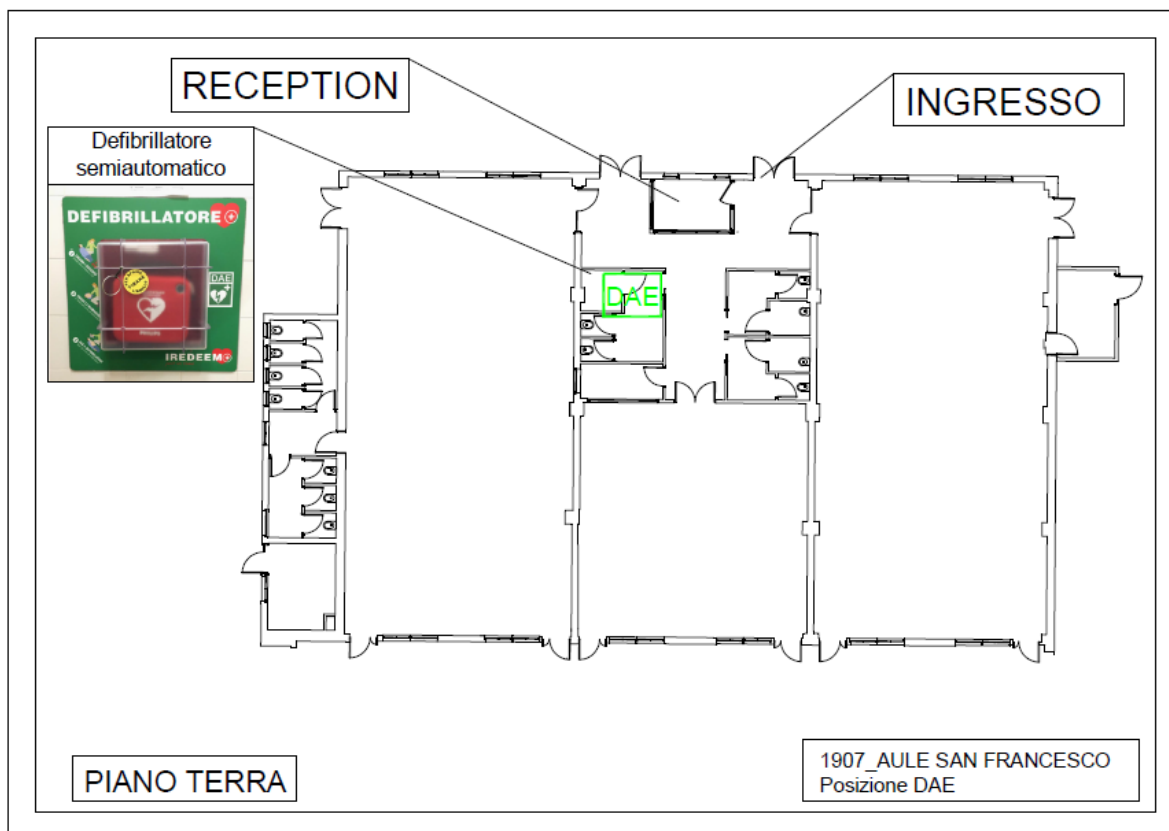 RECEPTION
INGRESSO
Defibrillatore
semiautomatico
DEFIBRILLATORE
DAE
IREDEEM
DAE
PIANO TERRA
1907_AULE SAN FRANCESCO
Posizione DAE